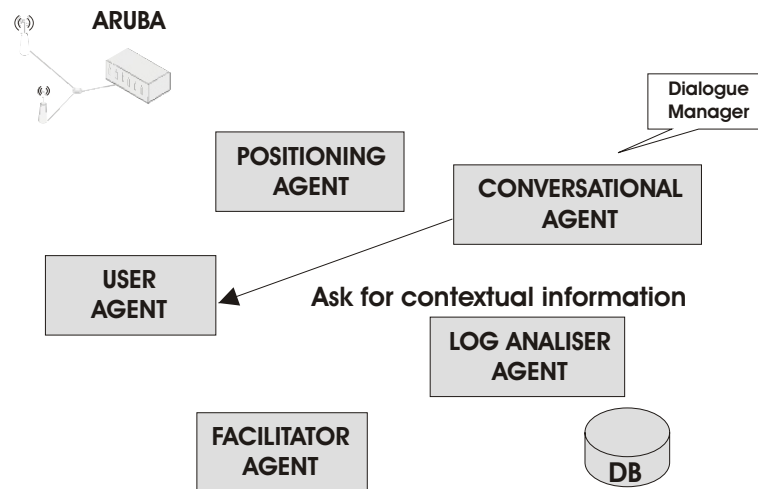 ARUBA
Dialogue
Manager
POSITIONING
AGENT
CONVERSATIONAL
AGENT
USER
AGENT
Ask for contextual information
LOG ANALISER
AGENT
FACILITATOR
AGENT
DB